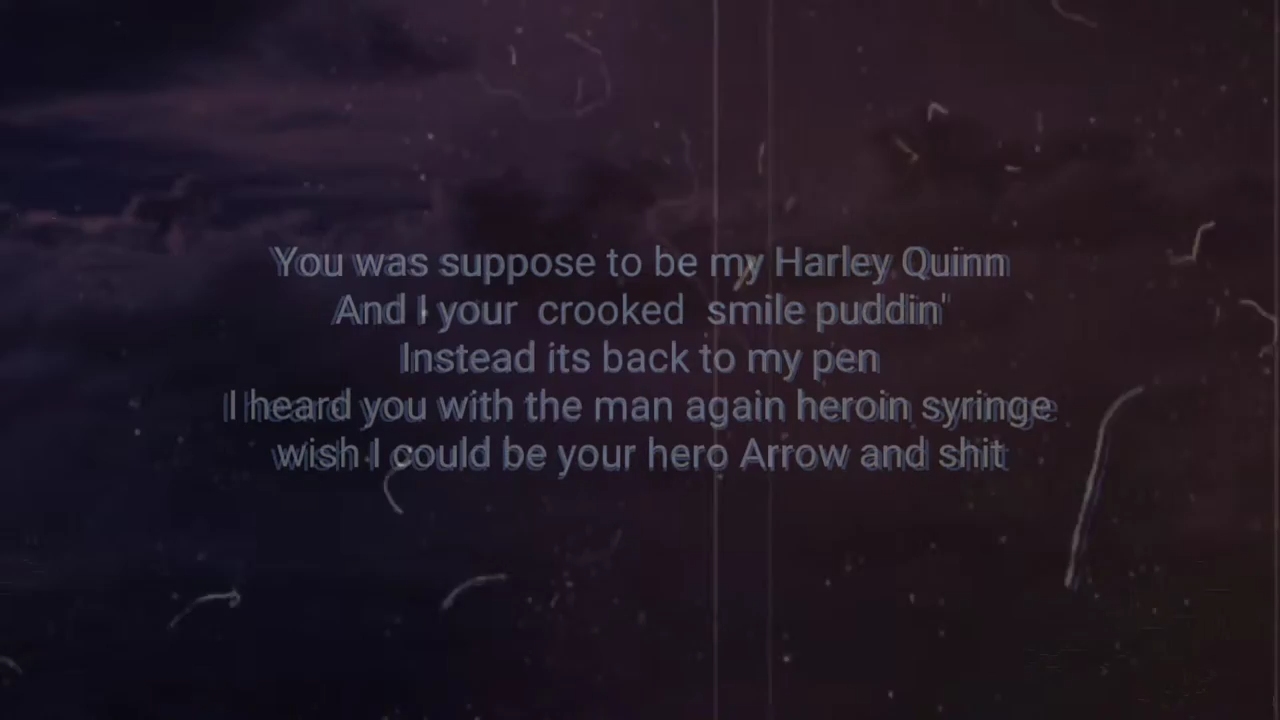 You was suppose to be my Harley Quinn
And I your crooked smile puddin"
Instead its back to my pen
I heard you with the man again heroin syringe
wish I could be your hero Arrow and shit